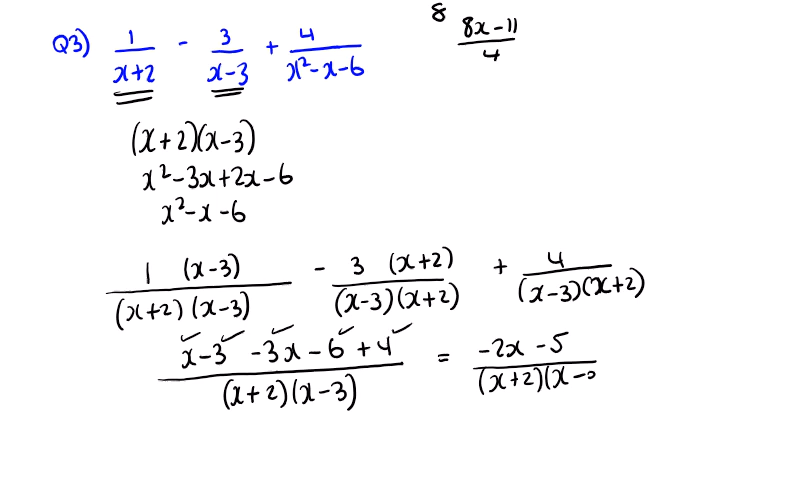 8 (8x-11)/4
Q3) 1/(x+2) - 3/(x-3) + 4/(x²-x-6)
(x+2)(x-3)
x²-3x+2x-6
x²-x-6
1 (x-3)/((x+2)(x-3)) - 3 (x+2)/((x-3)(x+2)) + 4/((x-3)(x+2))
(x-3-3x-6+4)/((x+2)(x-3)) = (-2x-5)/((x+2)(x-